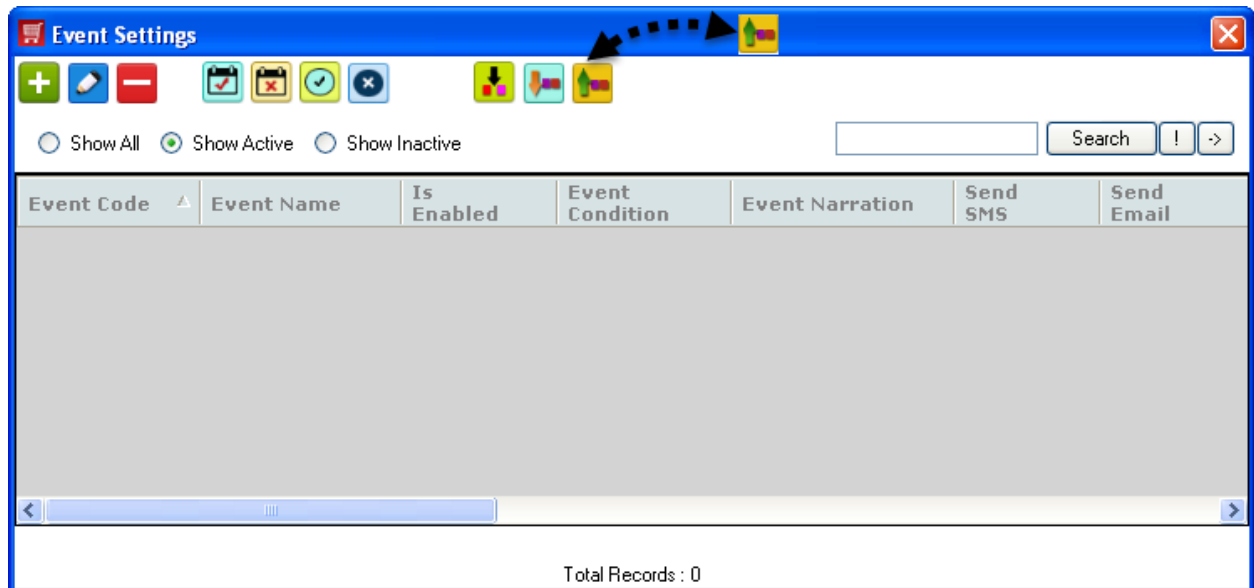 Event Settings
Show All Show Active Show Inactive Search ! ->
Event Code Event Name Is Enabled Event Condition Event Narration Send SMS Send Email
Total Records : 0